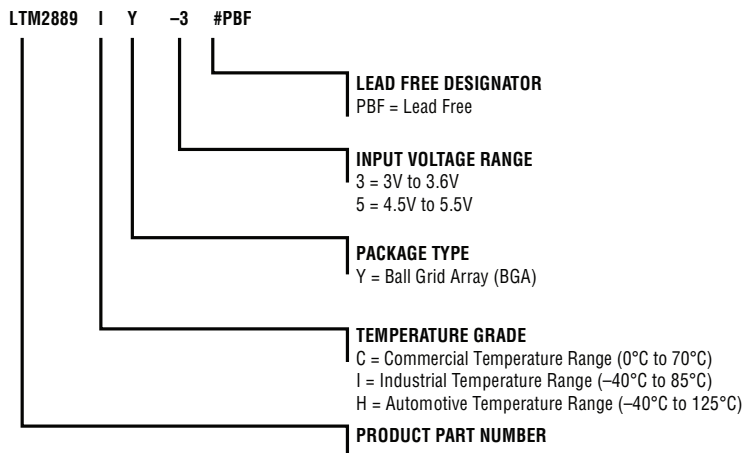 LTM2889 I Y –3 #PBF
LEAD FREE DESIGNATOR
PBF = Lead Free
INPUT VOLTAGE RANGE
3 = 3V to 3.6V
5 = 4.5V to 5.5V
PACKAGE TYPE
Y = Ball Grid Array (BGA)
TEMPERATURE GRADE
C = Commercial Temperature Range (0°C to 70°C)
I = Industrial Temperature Range (–40°C to 85°C)
H = Automotive Temperature Range (–40°C to 125°C)
PRODUCT PART NUMBER